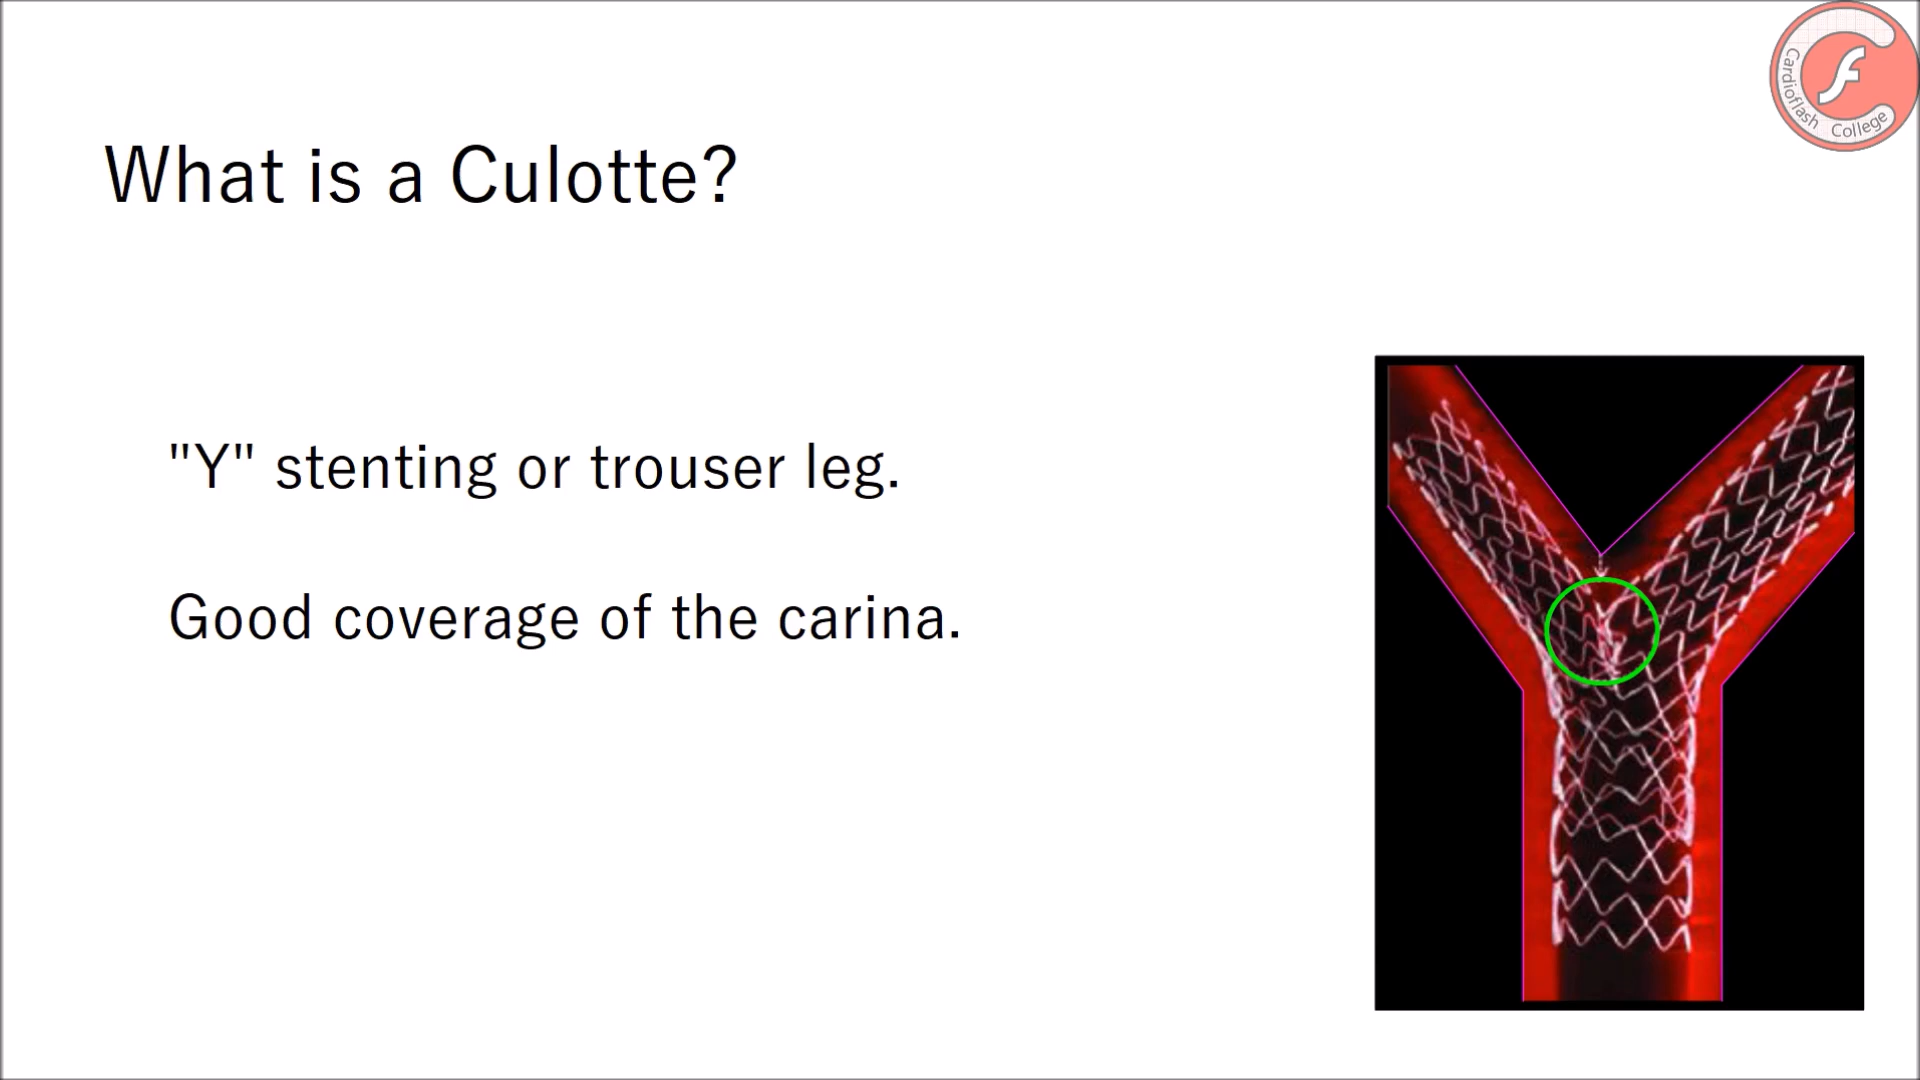 Cardioflash College
What is a Culotte?
"Y" stenting or trouser leg.
Good coverage of the carina.